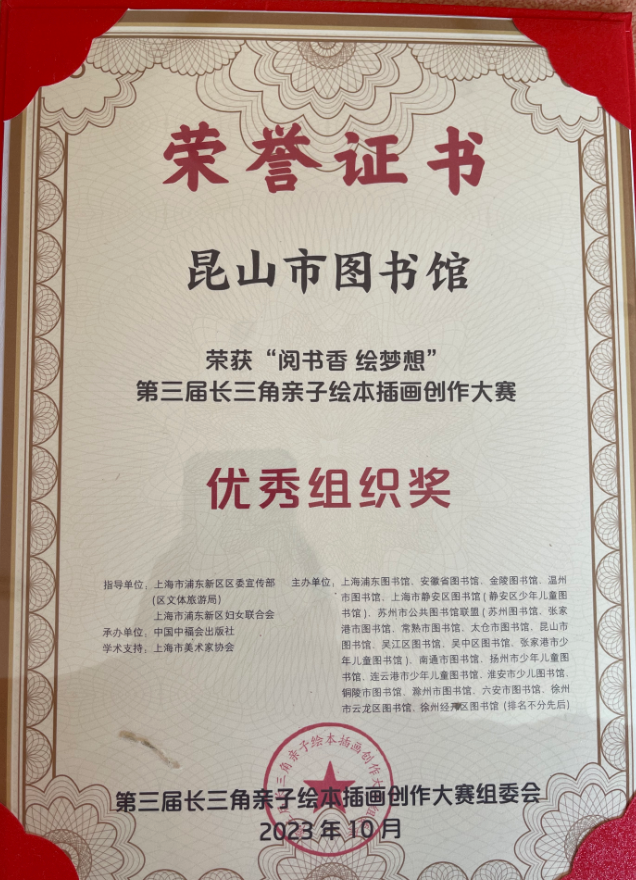 荣誉证书
昆山市图书馆
荣获“阅书香 绘梦想”
第三届长三角亲子绘本插画创作大赛
优秀组织奖
指导单位：上海市浦东新区区委宣传部
(区文体旅游局)
上海市浦东新区妇女联合会
承办单位：中国中福会出版社
学术支持：上海市美术家协会
主办单位：上海浦东图书馆、安徽省图书馆、金陵图书馆、温州
市图书馆、上海市静安区图书馆(静安区少年儿童图
书馆)、苏州市公共图书馆联盟(苏州图书馆、张家
港市图书馆、常熟市图书馆、太仓市图书馆、昆山市
图书馆、吴江区图书馆、吴中区图书馆、张家港市少
年儿童图书馆)、南通市图书馆、扬州市少年儿童图
书馆、连云港市少年儿童图书馆、淮安市少儿图书馆、
铜陵市图书馆、滁州市图书馆、六安市图书馆、徐州
市云龙区图书馆、徐州经开区图书馆(排名不分先后)
第三届长三角亲子绘本插画创作大赛组委会
2023年10月